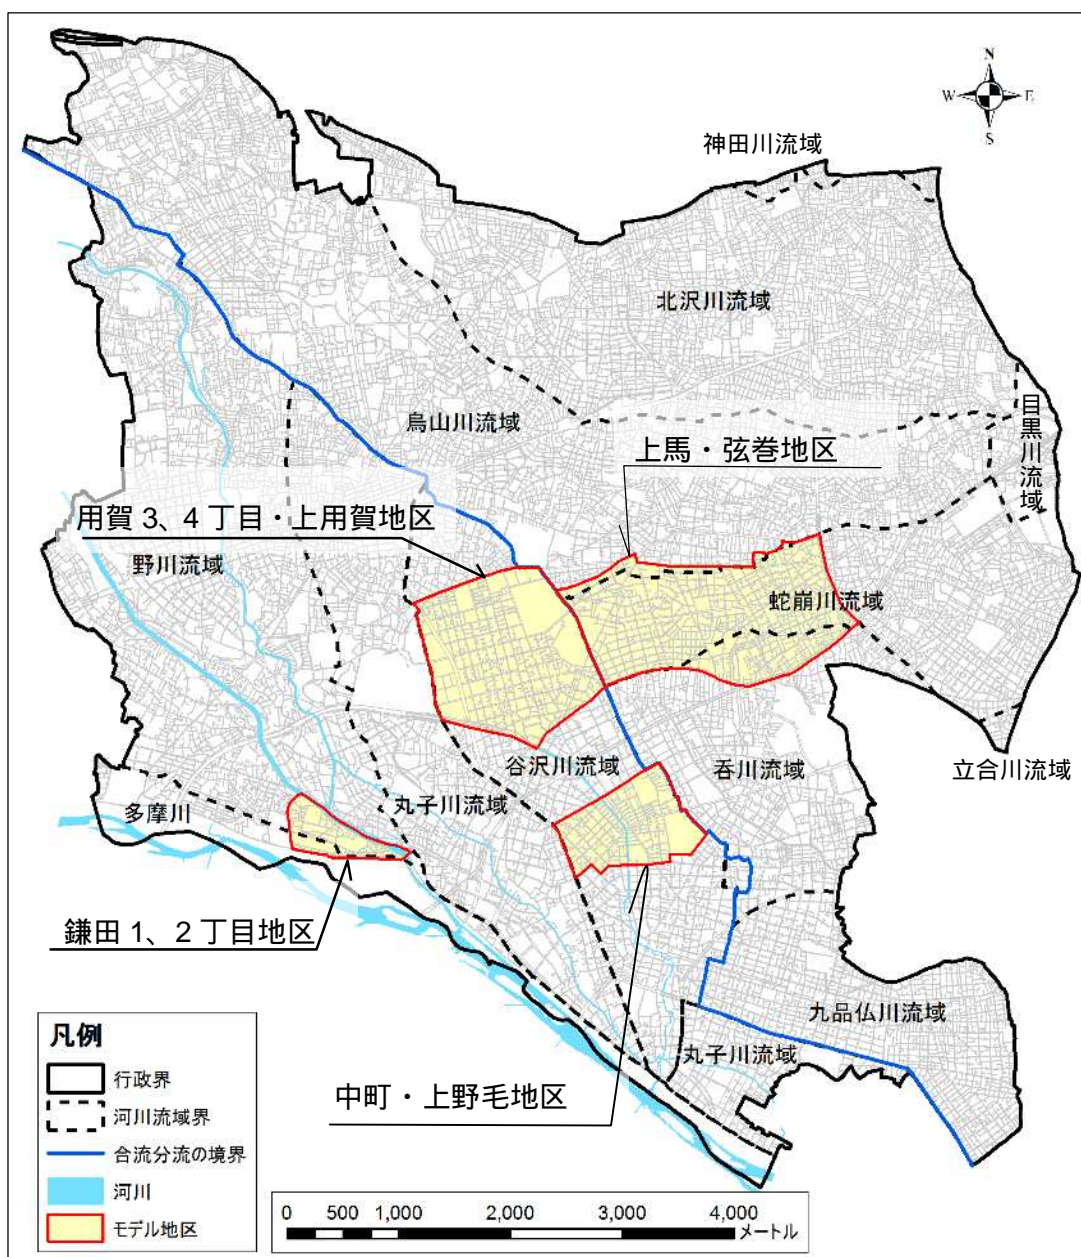 N
W E
S
神田川流域
北沢川流域
目黒川流域
烏山川流域
上馬・弦巻地区
用賀 3、4 丁目・上用賀地区
野川流域
蛇崩川流域
谷沢川流域
呑川流域
立合川流域
丸子川流域
多摩川
鎌田 1、2 丁目地区
九品仏川流域
丸子川流域
中町・上野毛地区
凡例
行政界
河川流域界
合流分流の境界
河川
モデル地区
0 500 1,000 2,000 3,000 4,000
メートル